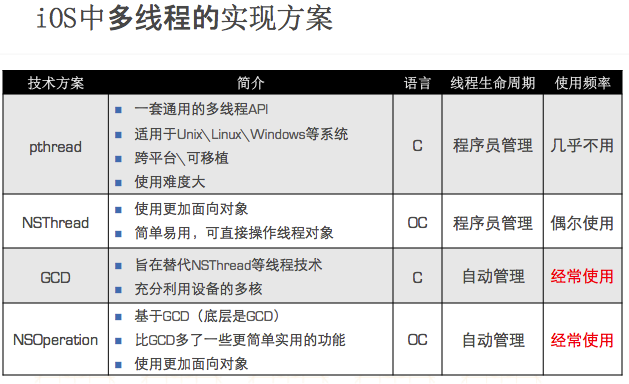 iOS中多线程的实现方案
技术方案 简介 语言 线程生命周期 使用频率
pthread
一套通用的多线程API
适用于Unix\Linux\Windows等系统
跨平台\可移植
使用难度大
C 程序员管理 几乎不用
NSThread
使用更加面向对象
简单易用，可直接操作线程对象
OC 程序员管理 偶尔使用
GCD
旨在替代NSThread等线程技术
充分利用设备的多核
C 自动管理 经常使用
NSOperation
基于GCD（底层是GCD）
比GCD多了一些更简单实用的功能
使用更加面向对象
OC 自动管理 经常使用